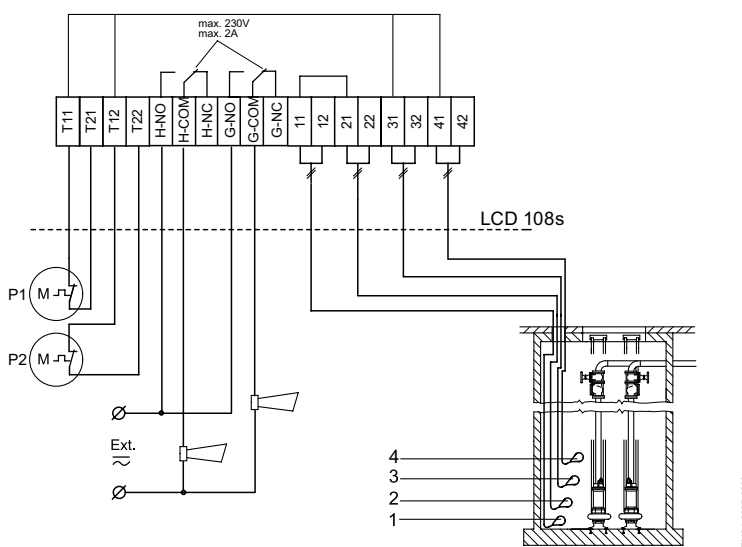 max. 230V
max. 2A
T11 T21 T12 T22 H-NO H-COM H-NC G-NO G-COM G-NC 11 12 21 22 31 32 41 42
LCD 108s
P1 M
P2 M
Ext.
4
3
2
1